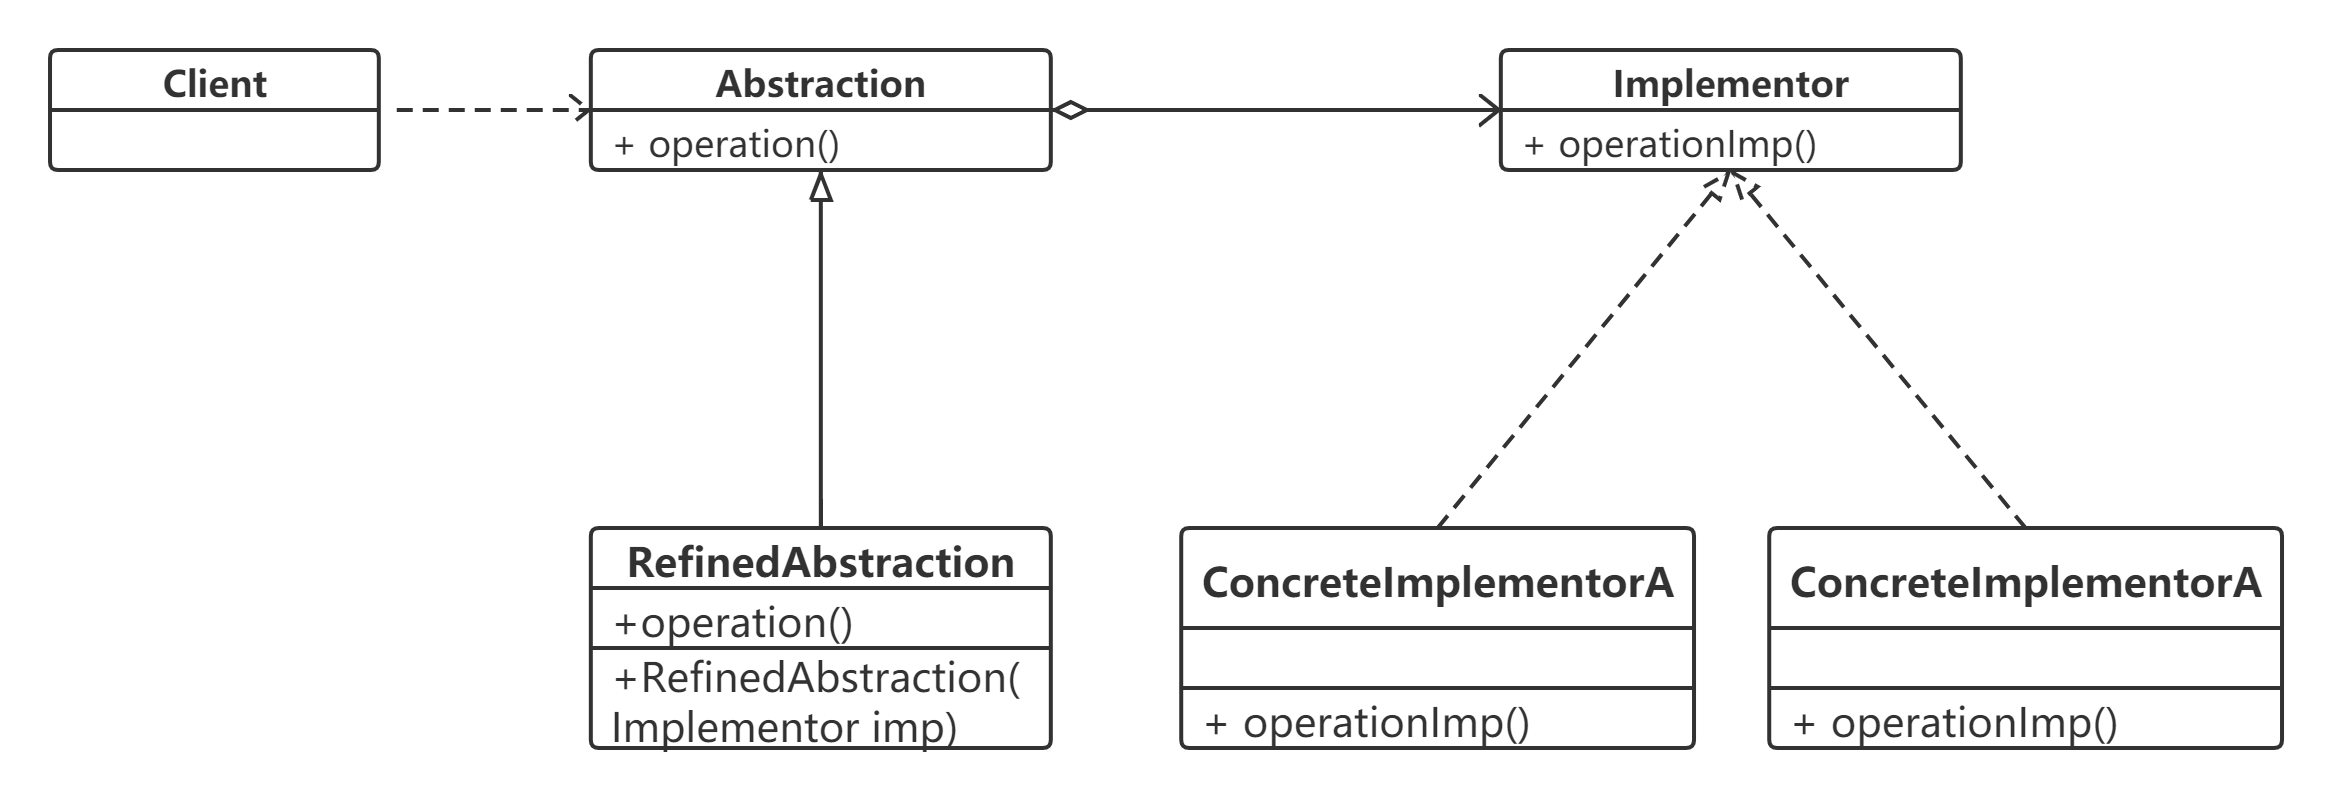 Client
Abstraction
+ operation()
Implementor
+ operationImp()
RefinedAbstraction
+operation()
+RefinedAbstraction(
Implementor imp)
ConcreteImplementorA
+ operationImp()
ConcreteImplementorA
+ operationImp()